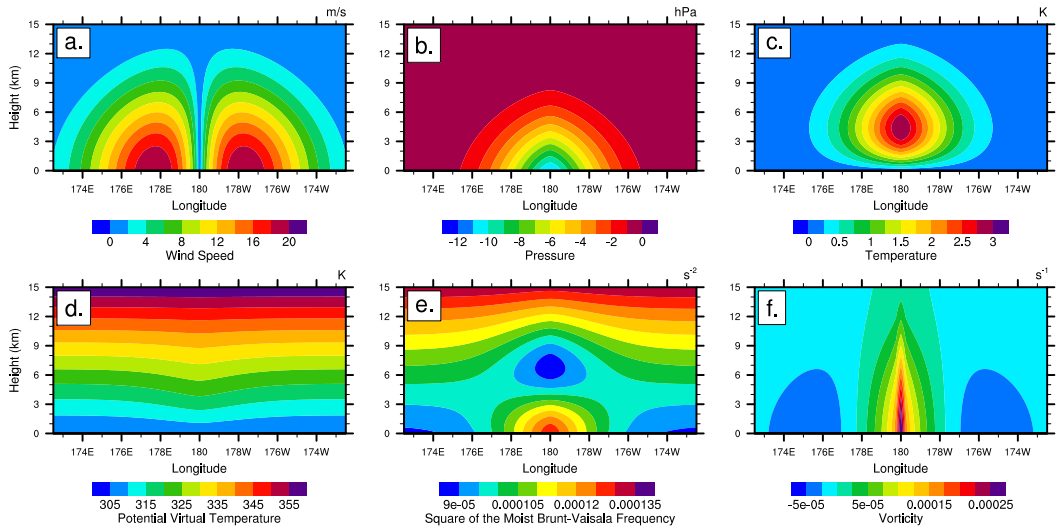 m/s
a.
15
12
9
6
3
0
Height (km)
174E 176E 178E 180 178W 176W 174W
Longitude
0 4 8 12 16 20
Wind Speed
hPa
b.
15
12
9
6
3
0
174E 176E 178E 180 178W 176W 174W
Longitude
-12 -10 -8 -6 -4 -2 0
Pressure
K
c.
15
12
9
6
3
0
174E 176E 178E 180 178W 176W 174W
Longitude
0 0.5 1 1.5 2 2.5 3
Temperature
K
d.
15
12
9
6
3
0
Height (km)
174E 176E 178E 180 178W 176W 174W
Longitude
305 315 325 335 345 355
Potential Virtual Temperature
s-2
e.
15
12
9
6
3
0
174E 176E 178E 180 178W 176W 174W
Longitude
9e-05 0.000105 0.00012 0.000135
Square of the Moist Brunt-Vaisala Frequency
s-1
f.
15
12
9
6
3
0
174E 176E 178E 180 178W 176W 174W
Longitude
-5e-05 5e-05 0.00015 0.00025
Vorticity